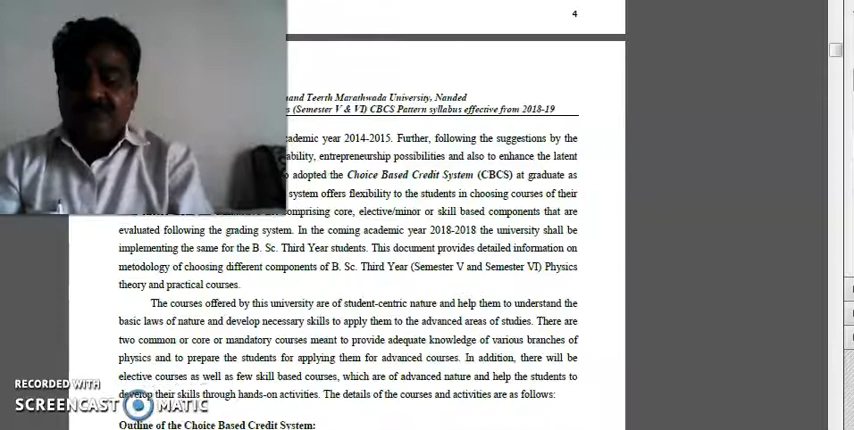 4
nand Teerth Marathwada University, Nanded
(Semester V & VI) CBCS Pattern syllabus effective from 2018-19
cademic year 2014-2015. Further, following the suggestions by the
ability, entrepreneurship possibilities and also to enhance the latent
adopted the Choice Based Credit System (CBCS) at graduate as
system offers flexibility to the students in choosing courses of their
comprising core, elective/minor or skill based components that are
evaluated following the grading system. In the coming academic year 2018-2018 the university shall be
implementing the same for the B. Sc. Third Year students. This document provides detailed information on
metodology of choosing different components of B. Sc. Third Year (Semester V and Semester VI) Physics
theory and practical courses.
The courses offered by this university are of student-centric nature and help them to understand the
basic laws of nature and develop necessary skills to apply them to the advanced areas of studies. There are
two common or core or mandatory courses meant to provide adequate knowledge of various branches of
physics and to prepare the students for applying them for advanced courses. In addition, there will be
elective courses as well as few skill based courses, which are of advanced nature and help the students to
develop their skills through hands-on activities. The details of the courses and activities are as follows:
Outline of the Choice Based Credit System:
RECORDED WITH
SCREENCAST MATIC